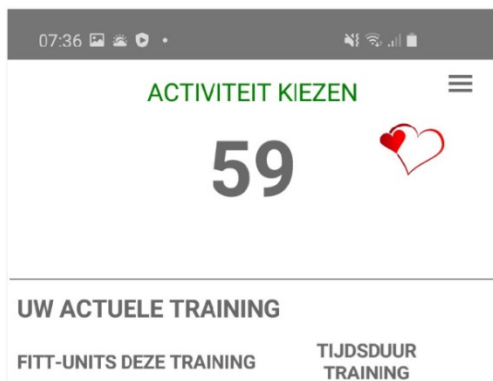 07:36
ACTIVITEIT KIEZEN
59
UW ACTUELE TRAINING
FITT-UNITS DEZE TRAINING
TIJDSDUUR
TRAINING